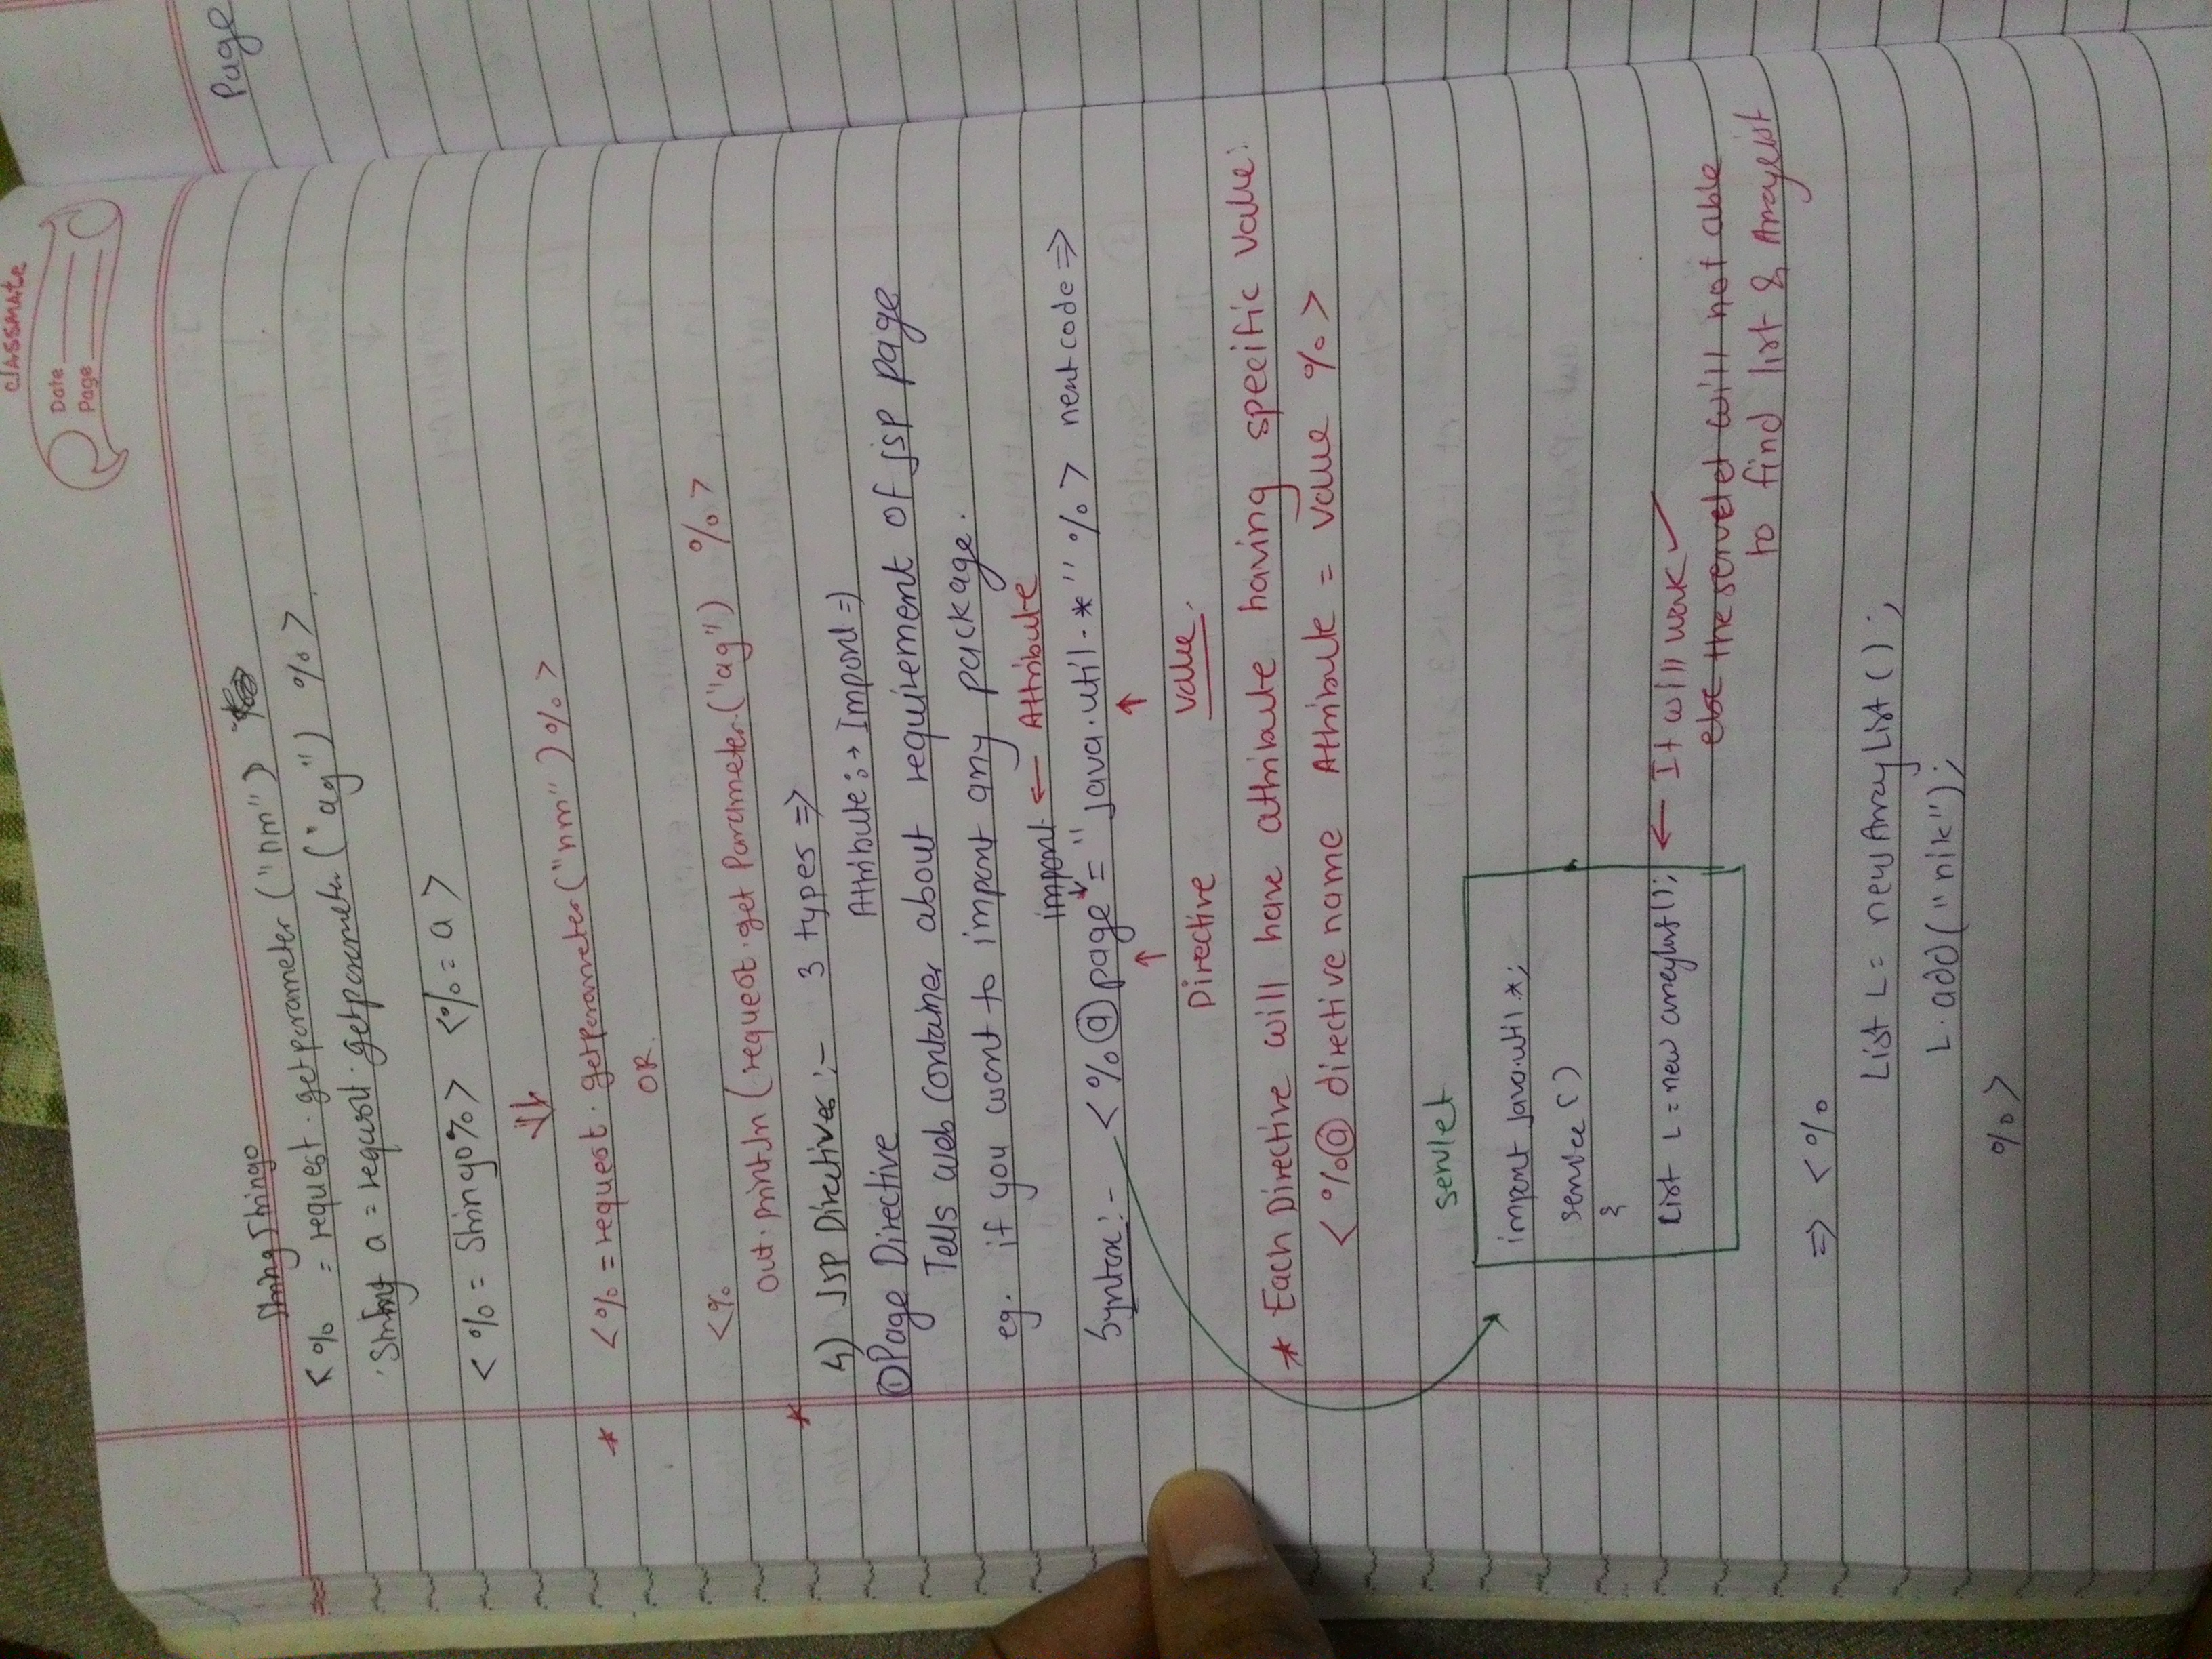 classmate
Date
Page
Page
String Stringo
<% = request.getparameter("nm")
String a = request.getparameter("ag") %>
<%= Stringo%> <%= a >
⇓
* <%=request.getparameter("nm")%>
OR.
<%
out.println(request.get Parameter.("ag") %>
*
4) JSP Directives :- 3 types ⇒
Attribute :→ Import ⇒
① Page Directive
Tells web container about requirement of jsp page
eg. if you want to import any package.
import ← Attribute
Syntax:- <%@page = "java.util.*"%> next code ⇒
↑ ↑
Directive value.
* Each Directive will have attribute having specific value:
<%@ directive name Attribute = value %>
servlet
import java.util.*;
service ()
{
List L = new arraylist(); ← It will work ✓
else the servelet will not able
to find list & Arraylist
⇒ <%
List L = new ArrayList();
L.add("nik");
%>